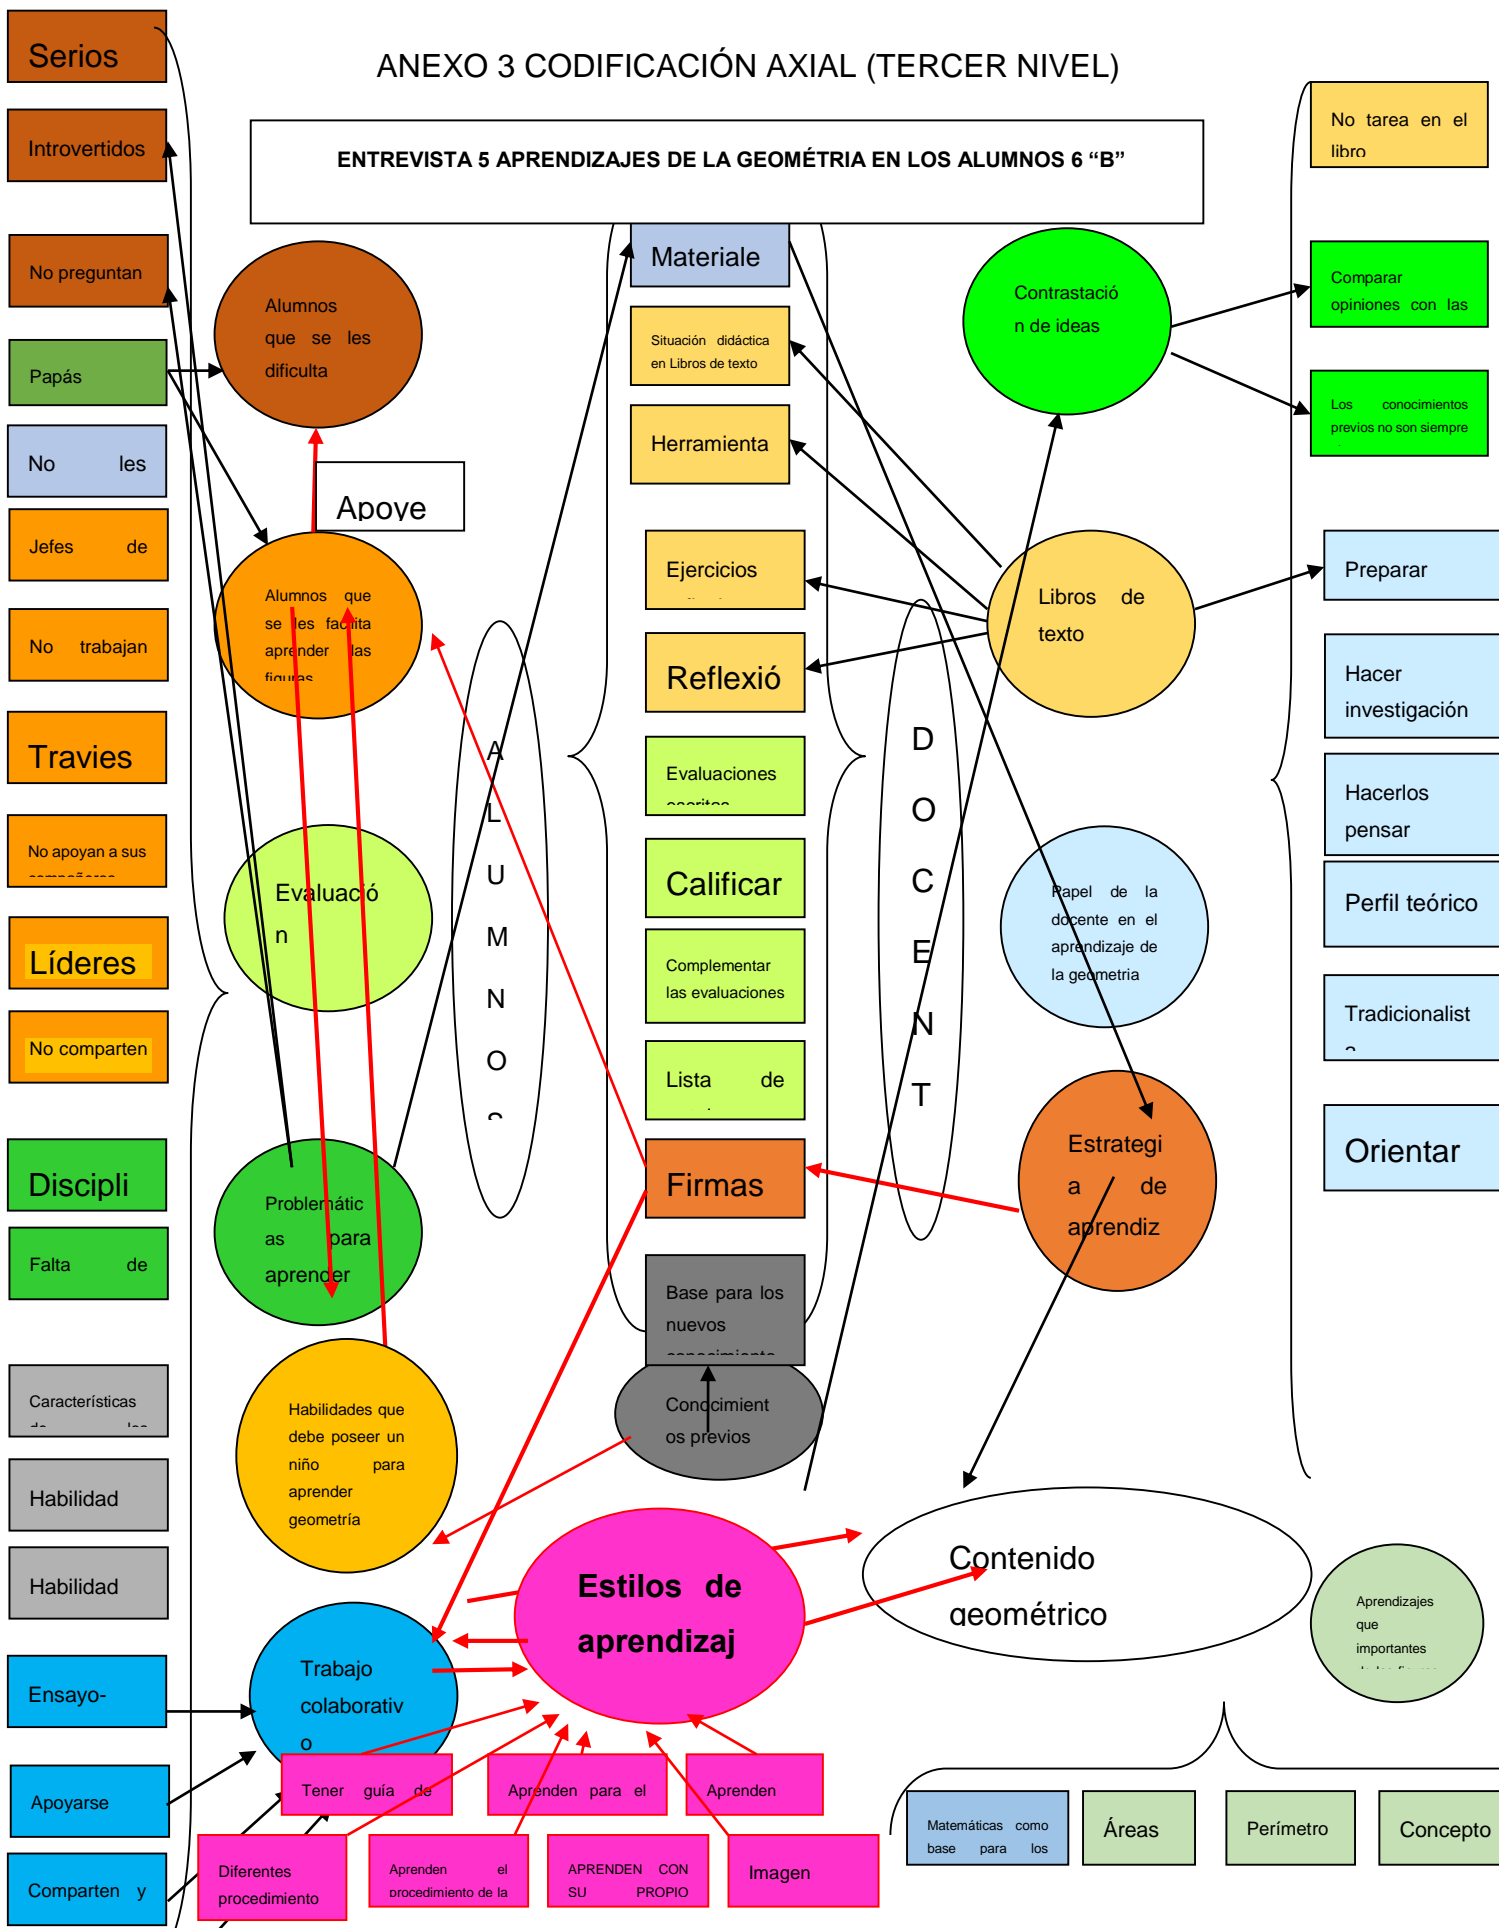 ANEXO 3 CODIFICACIÓN AXIAL (TERCER NIVEL)
ENTREVISTA 5 APRENDIZAJES DE LA GEOMÉTRIA EN LOS ALUMNOS 6 “B”
Serios
Introvertidos
No preguntan
Papás
No les
Jefes de
No trabajan
Travies
No apoyan a sus
compañeros
Líderes
No comparten
Discipli
Falta de
Características
de los
Habilidad
Habilidad
Ensayo-
Apoyarse
Comparten y
Alumnos
que se les
dificulta
Apoye
Alumnos que
se les facilita
aprender las
figuras
Evaluació
n
Problemátic
as para
aprender
Habilidades que
debe poseer un
niño para
aprender
geometría
Trabajo
colaborativ
o
A
L
U
M
N
O
S
Materiale
Situación didáctica
en Libros de texto
Herramienta
Ejercicios
Reflexió
Evaluaciones
escritas
Calificar
Complementar
las evaluaciones
Lista de
Firmas
Base para los
nuevos
conocimiento
Conocimient
os previos
Estilos de
aprendizaj
Tener guía de
Aprenden para el
Aprenden
Diferentes
procedimiento
Aprenden el
procedimiento de la
APRENDEN CON
SU PROPIO
Imagen
D
O
C
E
N
T
Contrastació
n de ideas
Libros de
texto
Papel de la
docente en el
aprendizaje de
la geometria
Estrategi
a de
aprendiz
Contenido
geométrico
Aprendizajes
que
importantes
de las figuras
No tarea en el
libro
Comparar
opiniones con las
Los conocimientos
previos no son siempre
Preparar
Hacer
investigación
Hacerlos
pensar
Perfil teórico
Tradicionalist
a
Orientar
Matemáticas como
base para los
Áreas
Perímetro
Concepto